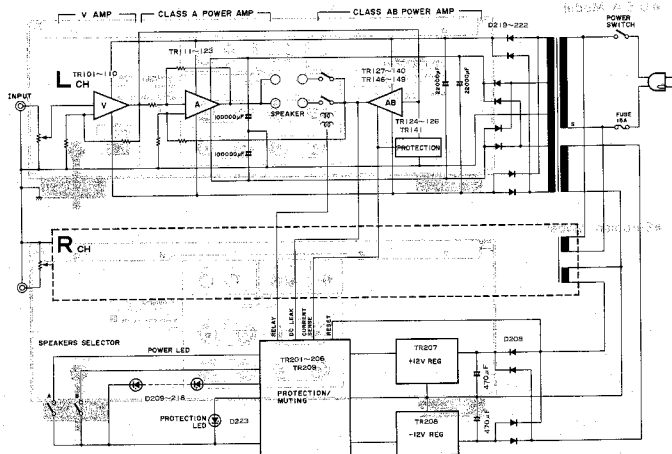 V AMP
CLASS A POWER AMP
CLASS AB POWER AMP
D219~222
POWER
SWITCH
L CH
TR101~110
TR111~123
TR127~140
TR146~149
22000μF
22000μF
INPUT
V
A
AB
SPEAKER
100000μF
100000μF
TR124~126
TR141
PROTECTION
S
FUSE
15A
R CH
RELAY
DC LEAK
CURRENT
SENSE
RESET
SPEAKERS SELECTOR
POWER LED
A
B
D209~218
PROTECTION
LED
D223
TR201~206
TR209
PROTECTION/
MUTING
TR207
+12V REG
TR208
-12V REG
D208
470μF
470μF